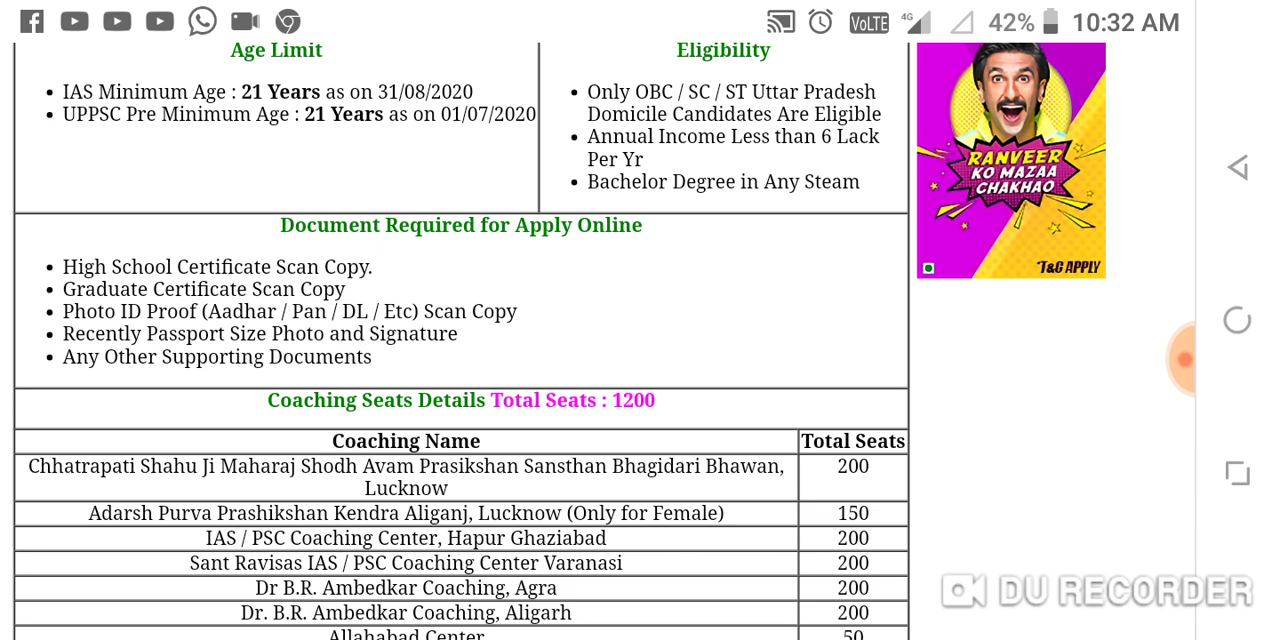 VoLTE 4G 42% 10:32 AM
Age Limit
IAS Minimum Age : 21 Years as on 31/08/2020
UPPSC Pre Minimum Age : 21 Years as on 01/07/2020
Eligibility
Only OBC / SC / ST Uttar Pradesh
Domicile Candidates Are Eligible
Annual Income Less than 6 Lack
Per Yr
Bachelor Degree in Any Steam
RANVEER
KO MAZAA
CHAKHAO
*T&C APPLY
Document Required for Apply Online
High School Certificate Scan Copy.
Graduate Certificate Scan Copy
Photo ID Proof (Aadhar / Pan / DL / Etc) Scan Copy
Recently Passport Size Photo and Signature
Any Other Supporting Documents
Coaching Seats Details Total Seats : 1200
Coaching Name Total Seats
Chhatrapati Shahu Ji Maharaj Shodh Avam Prasikshan Sansthan Bhagidari Bhawan, 200
Lucknow
Adarsh Purva Prashikshan Kendra Aliganj, Lucknow (Only for Female) 150
IAS / PSC Coaching Center, Hapur Ghaziabad 200
Sant Ravisas IAS / PSC Coaching Center Varanasi 200
Dr B.R. Ambedkar Coaching, Agra 200
Dr. B.R. Ambedkar Coaching, Aligarh 200
Allahabad Center 50
DU RECORDER